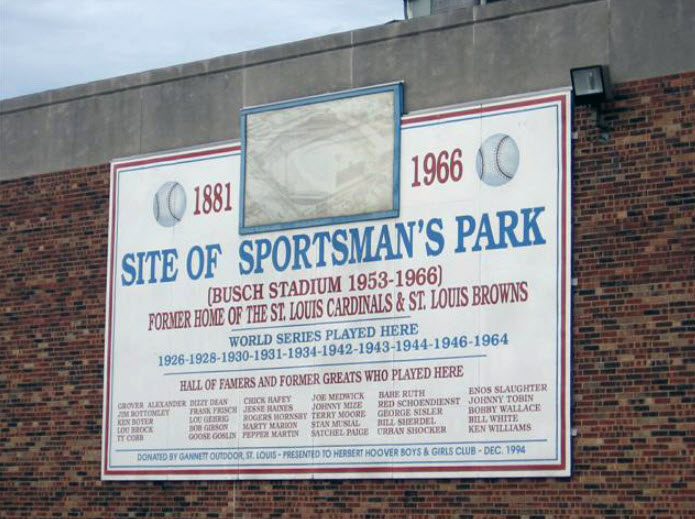 1881 1966
SITE OF SPORTSMAN'S PARK
(BUSCH STADIUM 1953-1966)
FORMER HOME OF THE ST. LOUIS CARDINALS & ST. LOUIS BROWNS
WORLD SERIES PLAYED HERE
1926-1928-1930-1931-1934-1942-1943-1944-1946-1964
HALL OF FAMERS AND FORMER GREATS WHO PLAYED HERE
GROVER ALEXANDER DIZZY DEAN CHICK HAFEY JOE MEDWICK BABE RUTH ENOS SLAUGHTER
JIM BOTTOMLEY FRANK FRISCH JESSE HAINES JOHNNY MIZE RED SCHOENDIENST JOHNNY TOBIN
KEN BOYER LOU GEHRIG ROGERS HORNSBY TERRY MOORE GEORGE SISLER BOBBY WALLACE
LOU BROCK BOB GIBSON MARTY MARION STAN MUSIAL BILL SHERDEL BILL WHITE
TY COBB GOOSE GOSLIN PEPPER MARTIN SATCHEL PAIGE URBAN SHOCKER KEN WILLIAMS
DONATED BY GANNETT OUTDOOR, ST. LOUIS - PRESENTED TO HERBERT HOOVER BOYS & GIRLS CLUB - DEC. 1994